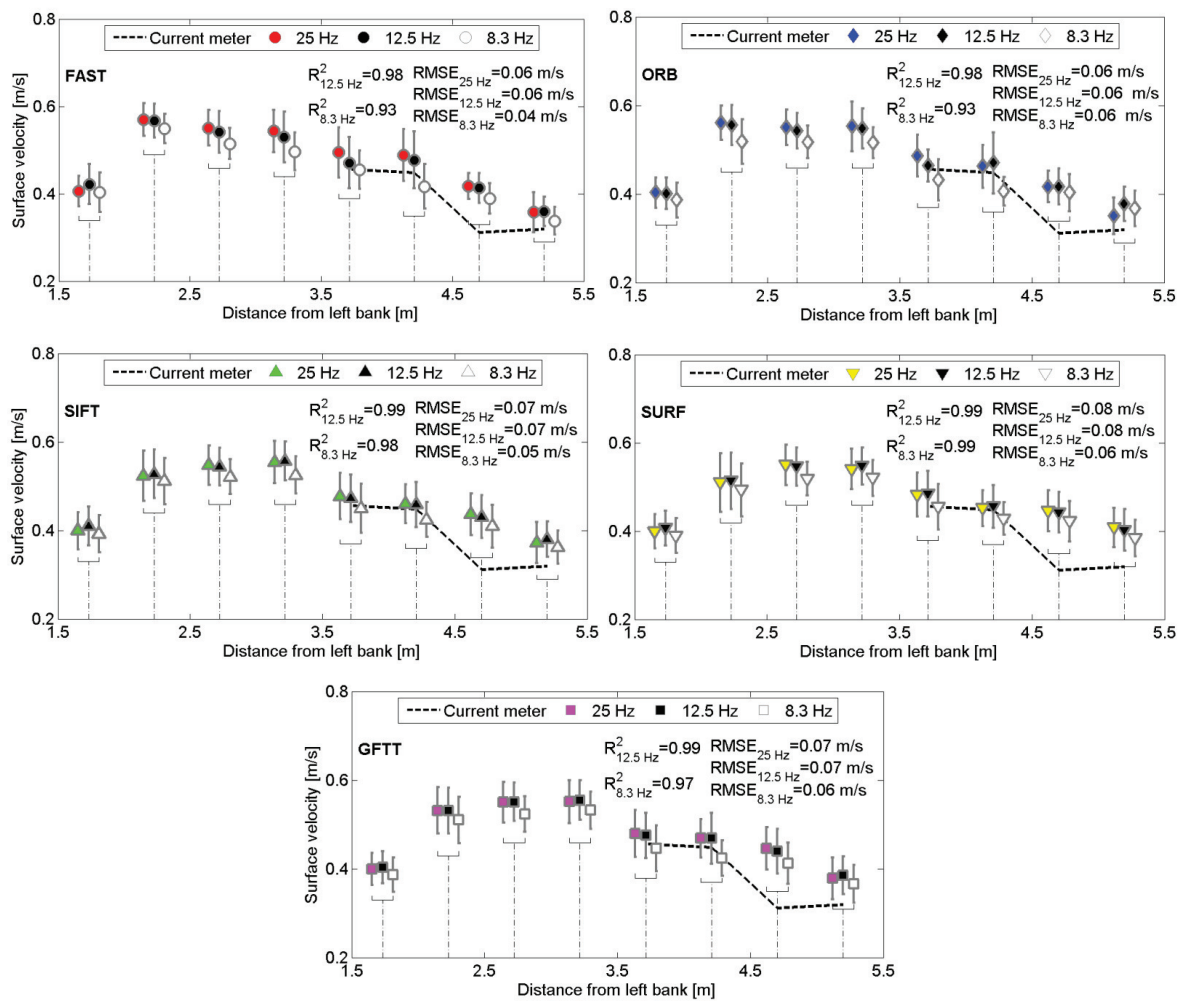 Current meter 25 Hz 12.5 Hz 8.3 Hz
FAST
R²12.5 Hz=0.98
R²8.3 Hz=0.93
RMSE25 Hz=0.06 m/s
RMSE12.5 Hz=0.06 m/s
RMSE8.3 Hz=0.04 m/s
Surface velocity [m/s]
0.8
0.6
0.4
0.2
1.5 2.5 3.5 4.5 5.5
Distance from left bank [m]
Current meter 25 Hz 12.5 Hz 8.3 Hz
ORB
R²12.5 Hz=0.98
R²8.3 Hz=0.93
RMSE25 Hz=0.06 m/s
RMSE12.5 Hz=0.06 m/s
RMSE8.3 Hz=0.06 m/s
0.8
0.6
0.4
0.2
1.5 2.5 3.5 4.5 5.5
Distance from left bank [m]
Current meter 25 Hz 12.5 Hz 8.3 Hz
SIFT
R²12.5 Hz=0.99
R²8.3 Hz=0.98
RMSE25 Hz=0.07 m/s
RMSE12.5 Hz=0.07 m/s
RMSE8.3 Hz=0.05 m/s
Surface velocity [m/s]
0.8
0.6
0.4
0.2
1.5 2.5 3.5 4.5 5.5
Distance from left bank [m]
Current meter 25 Hz 12.5 Hz 8.3 Hz
SURF
R²12.5 Hz=0.99
R²8.3 Hz=0.99
RMSE25 Hz=0.08 m/s
RMSE12.5 Hz=0.08 m/s
RMSE8.3 Hz=0.06 m/s
0.8
0.6
0.4
0.2
1.5 2.5 3.5 4.5 5.5
Distance from left bank [m]
Current meter 25 Hz 12.5 Hz 8.3 Hz
GFTT
R²12.5 Hz=0.99
R²8.3 Hz=0.97
RMSE25 Hz=0.07 m/s
RMSE12.5 Hz=0.07 m/s
RMSE8.3 Hz=0.06 m/s
Surface velocity [m/s]
0.8
0.6
0.4
0.2
1.5 2.5 3.5 4.5 5.5
Distance from left bank [m]